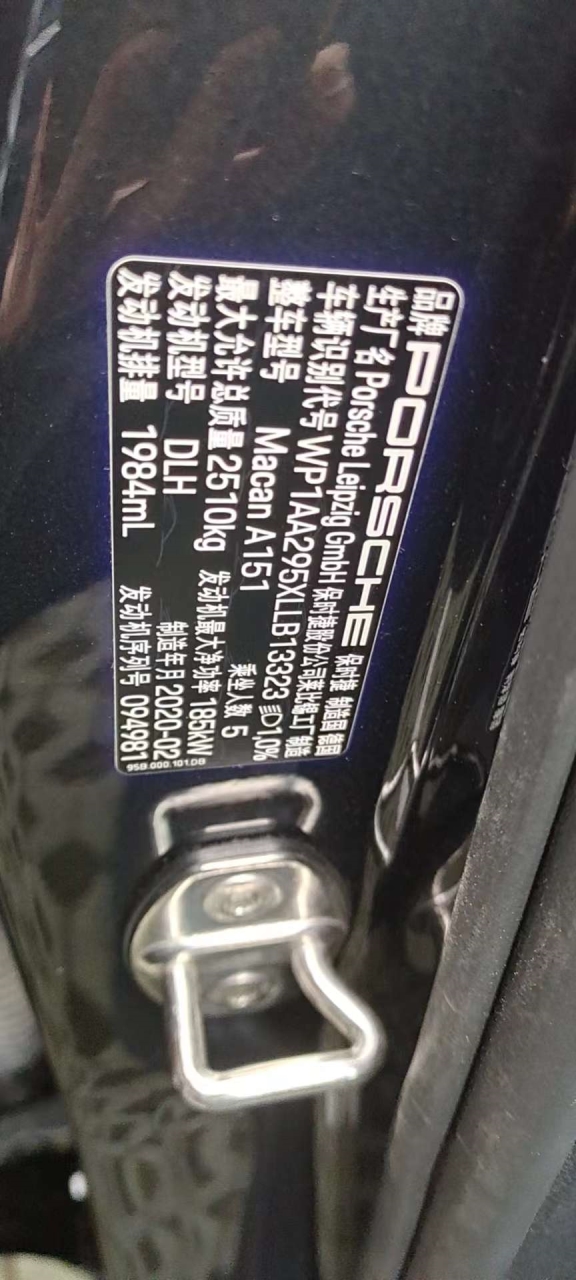 品牌 PORSCHE 保时捷 制造国 德国
生产厂名 Porsche Leipzig GmbH 保时捷股份公司莱比锡工厂 制造
车辆识别代号 WP1AA295XLLB13323 1,0%
整车型号 Macan A151 乘坐人数 5
最大允许总质量 2510kg 发动机最大净功率 185kW
发动机型号 DLH 制造年月 2020-02
发动机排量 1984mL 发动机序列号 094981
95B.000.101.DB